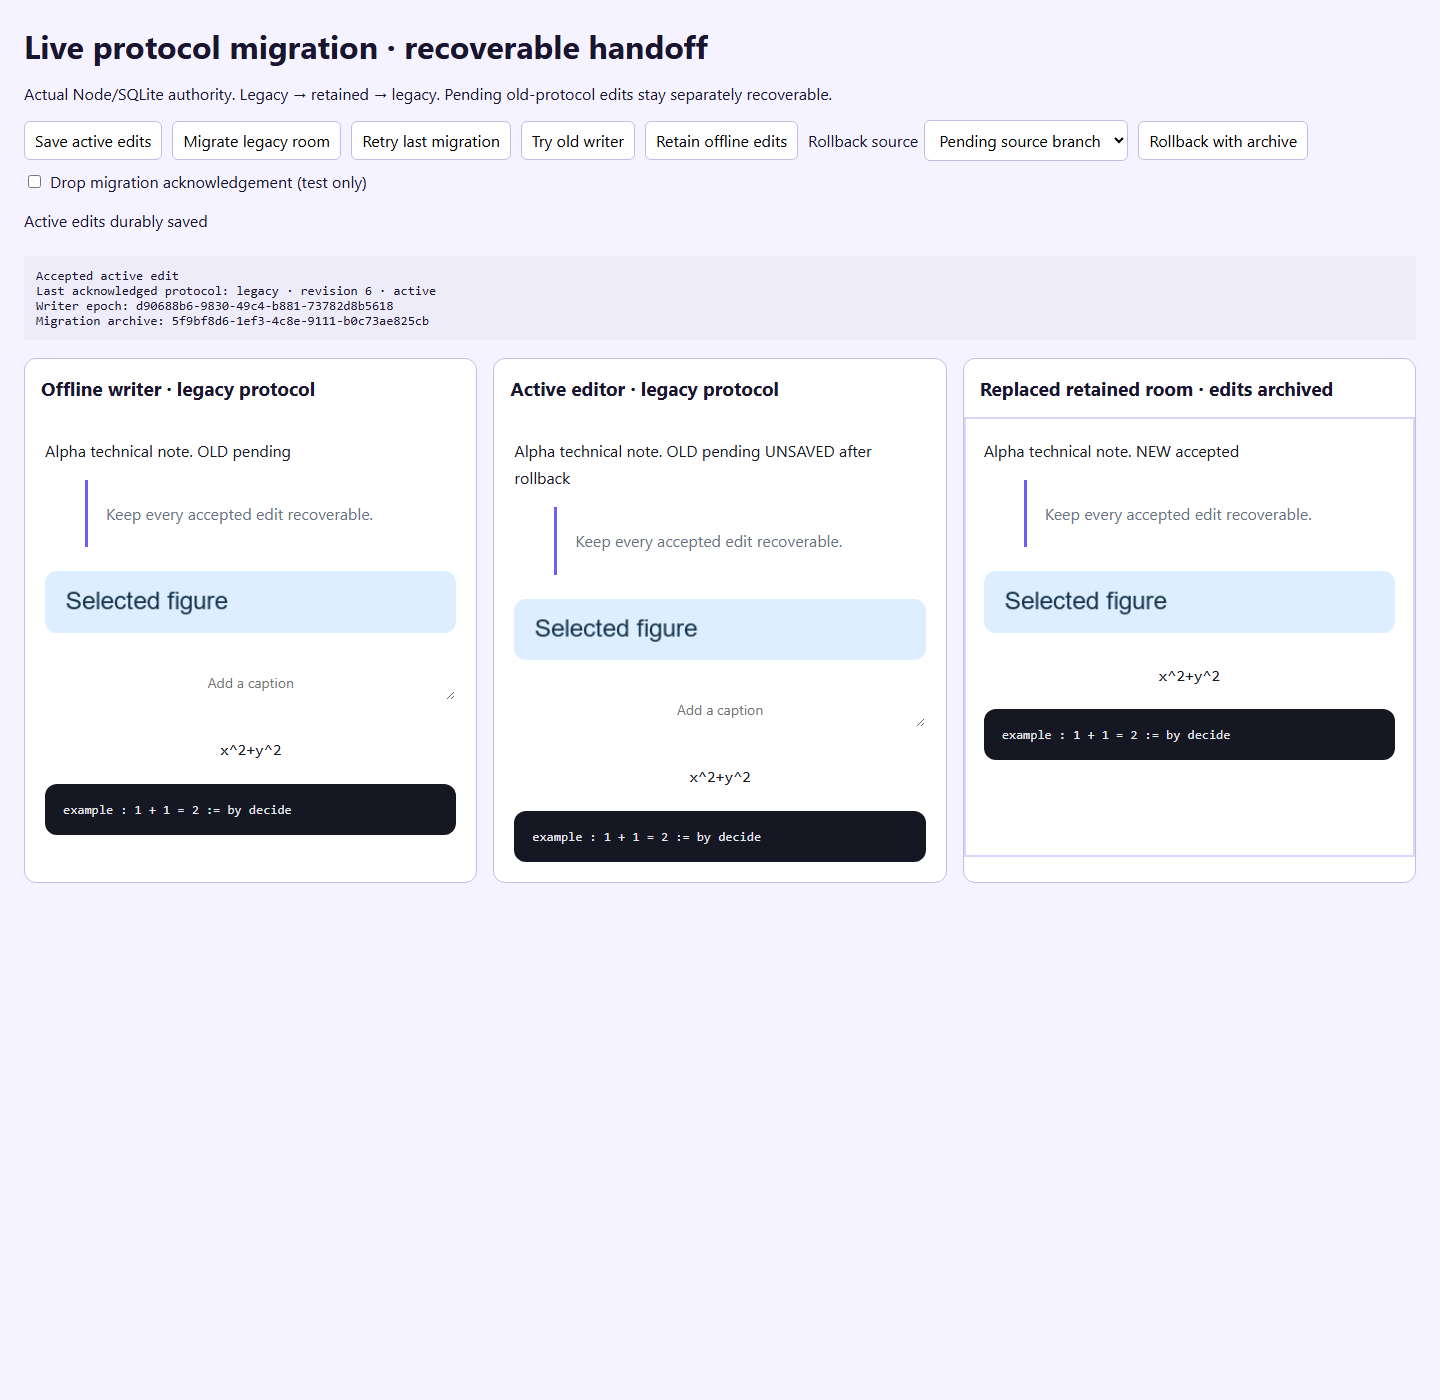 Live protocol migration · recoverable handoff
Actual Node/SQLite authority. Legacy → retained → legacy. Pending old-protocol edits stay separately recoverable.
Save active edits Migrate legacy room Retry last migration Try old writer Retain offline edits Rollback source Pending source branch Rollback with archive
Drop migration acknowledgement (test only)
Active edits durably saved
Accepted active edit
Last acknowledged protocol: legacy · revision 6 · active
Writer epoch: d90688b6-9830-49c4-b881-73782d8b5618
Migration archive: 5f9bf8d6-1ef3-4c8e-9111-b0c73ae825cb
Offline writer · legacy protocol
Alpha technical note. OLD pending
Keep every accepted edit recoverable.
Selected figure
Add a caption
x^2+y^2
example : 1 + 1 = 2 := by decide
Active editor · legacy protocol
Alpha technical note. OLD pending UNSAVED after
rollback
Keep every accepted edit recoverable.
Selected figure
Add a caption
x^2+y^2
example : 1 + 1 = 2 := by decide
Replaced retained room · edits archived
Alpha technical note. NEW accepted
Keep every accepted edit recoverable.
Selected figure
x^2+y^2
example : 1 + 1 = 2 := by decide